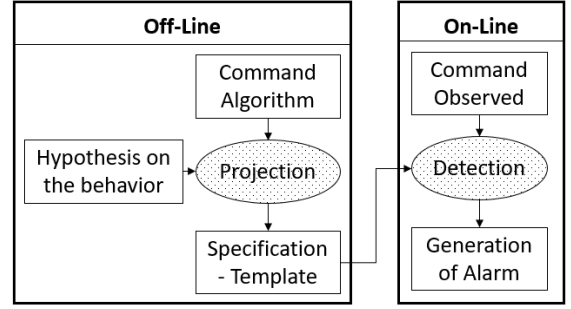 Off-Line
Command
Algorithm
Hypothesis on
the behavior
Projection
Specification
- Template
On-Line
Command
Observed
Detection
Generation
of Alarm